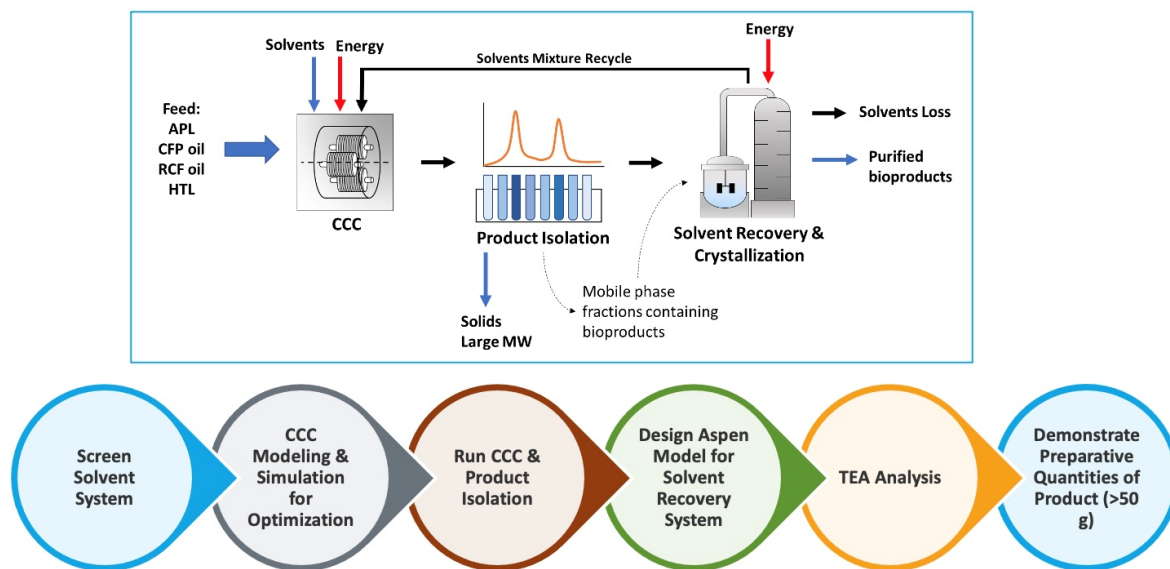 Solvents
Energy
Solvents Mixture Recycle
Energy
Feed:
APL
CFP oil
RCF oil
HTL
CCC
Product Isolation
Solids
Large MW
Mobile phase
fractions containing
bioproducts
Solvent Recovery &
Crystallization
Solvents Loss
Purified
bioproducts
Screen
Solvent
System
CCC
Modeling &
Simulation
for
Optimization
Run CCC &
Product
Isolation
Design Aspen
Model for
Solvent
Recovery
System
TEA Analysis
Demonstrate
Preparative
Quantities of
Product (>50
g)